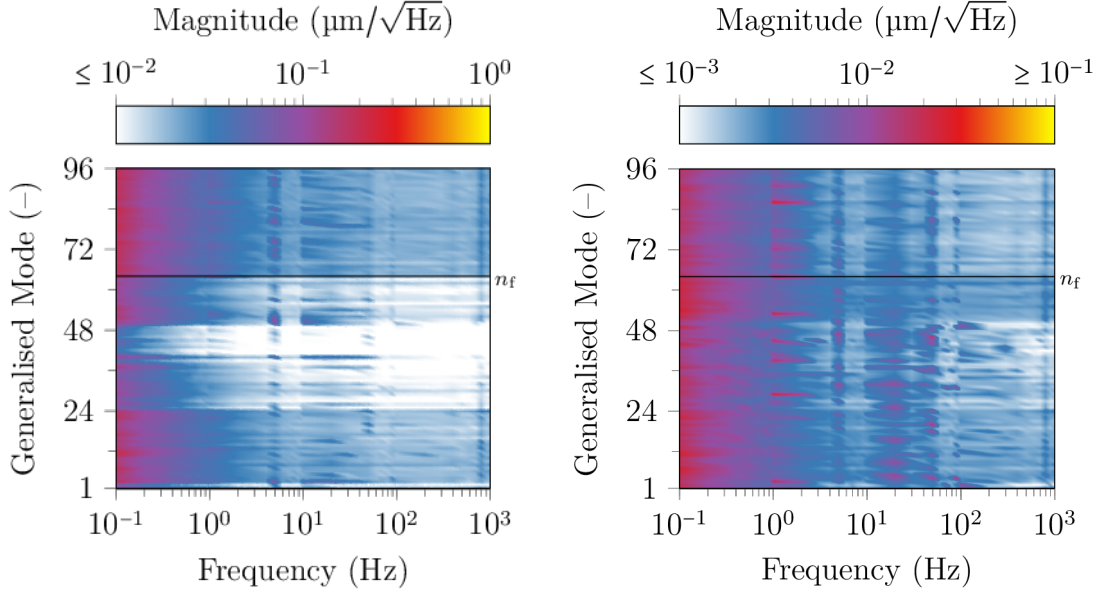 Magnitude (µm/√Hz)
≤ 10⁻² 10⁻¹ 10⁰
96
72
48
24
1
Generalised Mode (–)
n_f
10⁻¹ 10⁰ 10¹ 10² 10³
Frequency (Hz)
Magnitude (µm/√Hz)
≤ 10⁻³ 10⁻² ≥ 10⁻¹
96
72
48
24
1
Generalised Mode (–)
n_f
10⁻¹ 10⁰ 10¹ 10² 10³
Frequency (Hz)